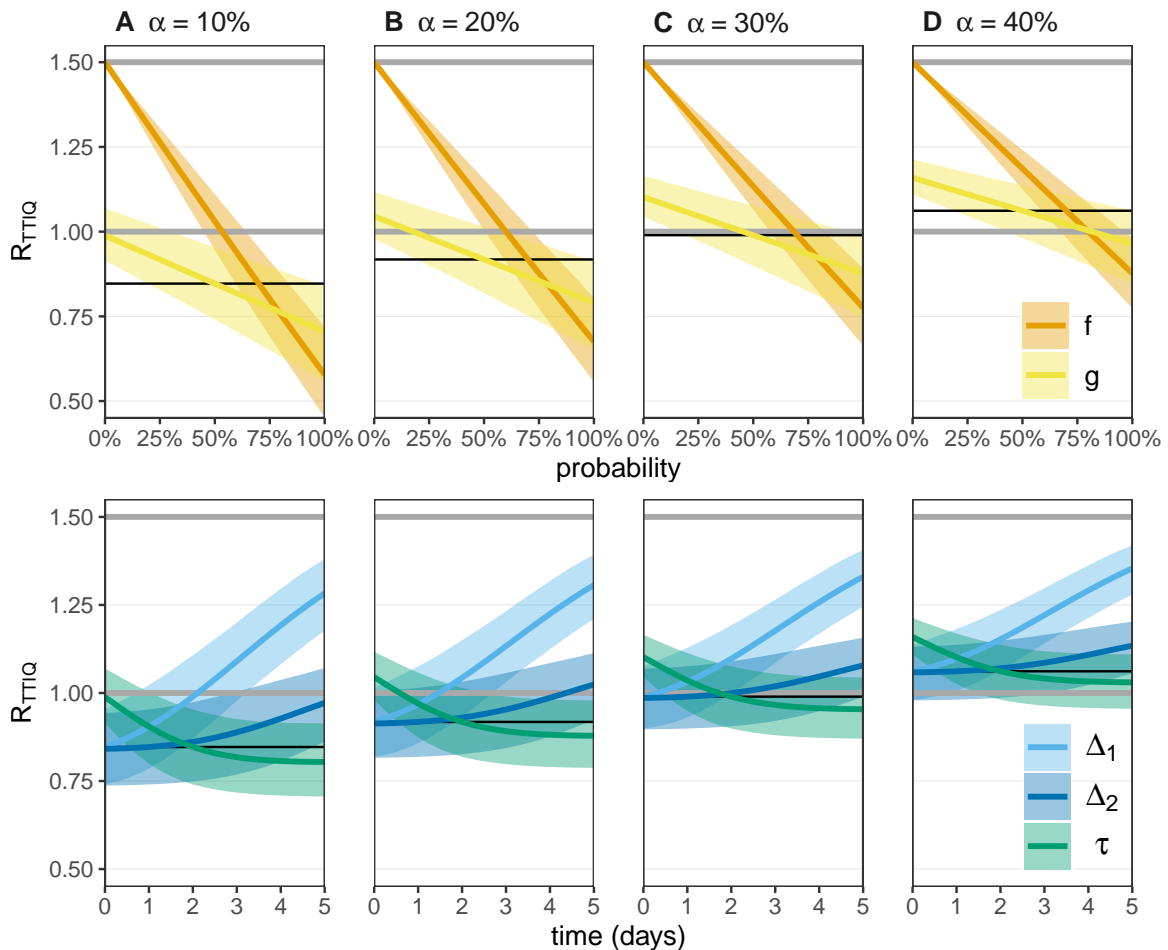 A α = 10%
B α = 20%
C α = 30%
D α = 40%
R_TTIQ
1.50
1.25
1.00
0.75
0.50
f
g
0% 25% 50% 75% 100%
0% 25% 50% 75% 100%
0% 25% 50% 75% 100%
0% 25% 50% 75% 100%
probability
R_TTIQ
1.50
1.25
1.00
0.75
0.50
Δ₁
Δ₂
τ
0 1 2 3 4 5
0 1 2 3 4 5
0 1 2 3 4 5
0 1 2 3 4 5
time (days)